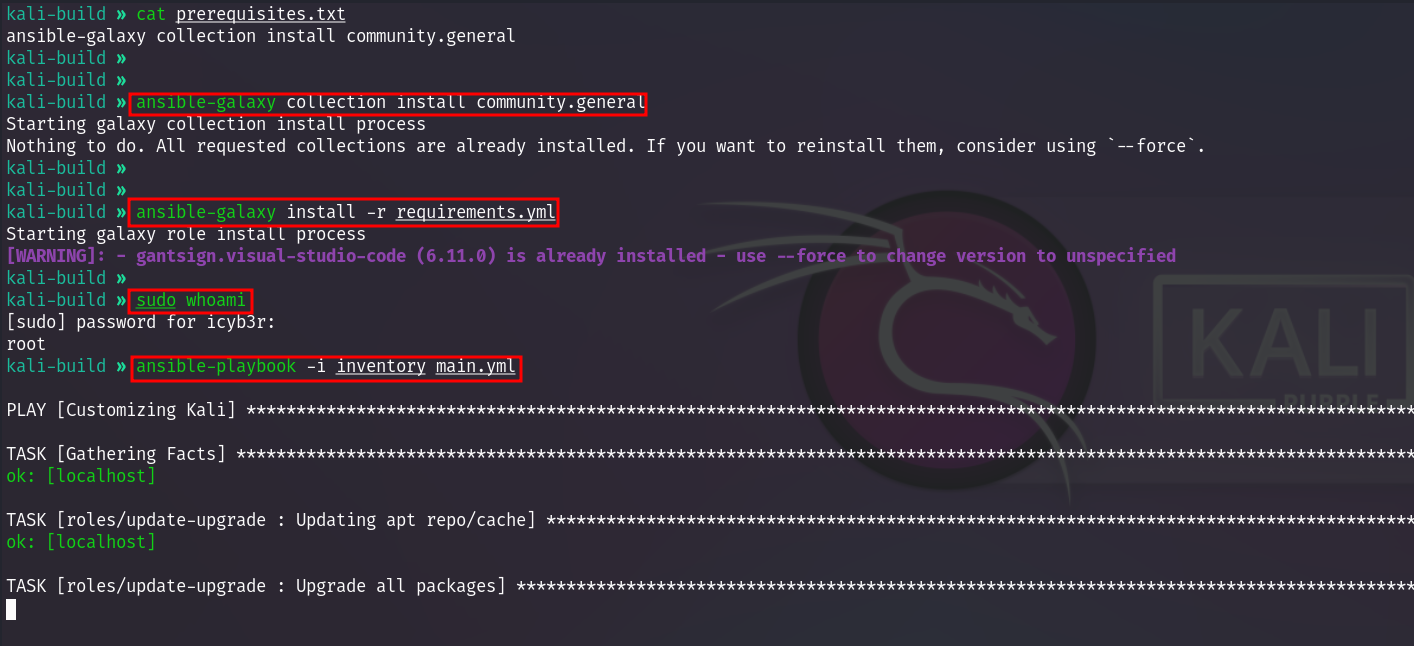 kali-build » cat prerequisites.txt
ansible-galaxy collection install community.general
kali-build »
kali-build »
kali-build » ansible-galaxy collection install community.general
Starting galaxy collection install process
Nothing to do. All requested collections are already installed. If you want to reinstall them, consider using `--force`.
kali-build »
kali-build »
kali-build » ansible-galaxy install -r requirements.yml
Starting galaxy role install process
[WARNING]: - gantsign.visual-studio-code (6.11.0) is already installed - use --force to change version to unspecified
kali-build »
kali-build » sudo whoami
[sudo] password for icyb3r:
root
kali-build » ansible-playbook -i inventory main.yml
PLAY [Customizing Kali] *********************************************************************************************************************
TASK [Gathering Facts] **********************************************************************************************************************
ok: [localhost]
TASK [roles/update-upgrade : Updating apt repo/cache] ***************************************************************************************
ok: [localhost]
TASK [roles/update-upgrade : Upgrade all packages] ******************************************************************************************
KALI
PURPLE